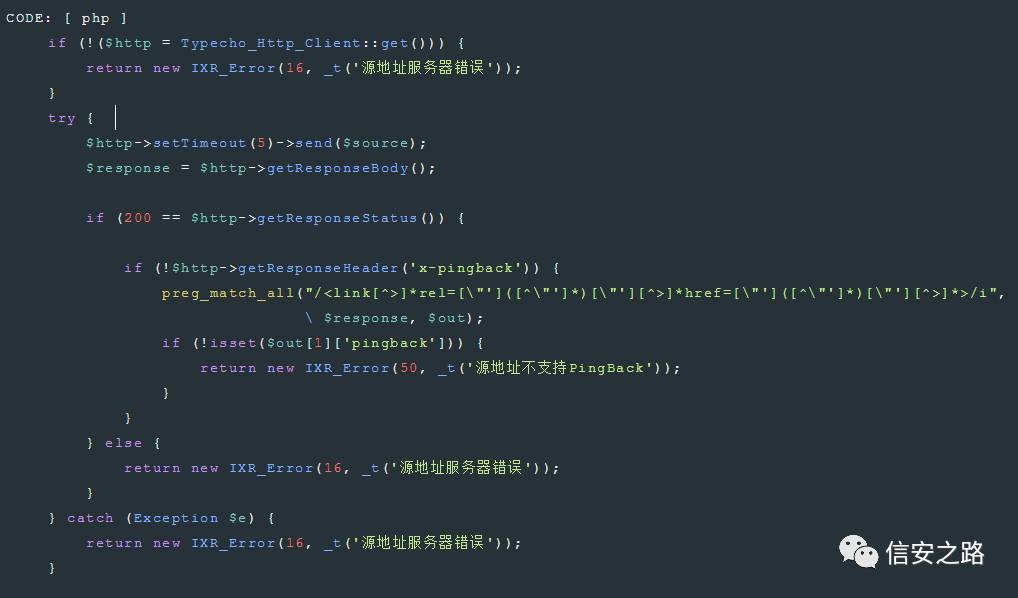 CODE: [ php ]
if (!($http = Typecho_Http_Client::get())) {
return new IXR_Error(16, _t('源地址服务器错误'));
}
try {
$http->setTimeout(5)->send($source);
$response = $http->getResponseBody();
if (200 == $http->getResponseStatus()) {
if (!$http->getResponseHeader('x-pingback')) {
preg_match_all("/<link[^>]*rel=[\"']([^\"']*)[\"'][^>]*href=[\"']([^\"']*)[\"'][^>]*>/i",
\ $response, $out);
if (!isset($out[1]['pingback'])) {
return new IXR_Error(50, _t('源地址不支持PingBack'));
}
}
} else {
return new IXR_Error(16, _t('源地址服务器错误'));
}
} catch (Exception $e) {
return new IXR_Error(16, _t('源地址服务器错误'));
}
信安之路